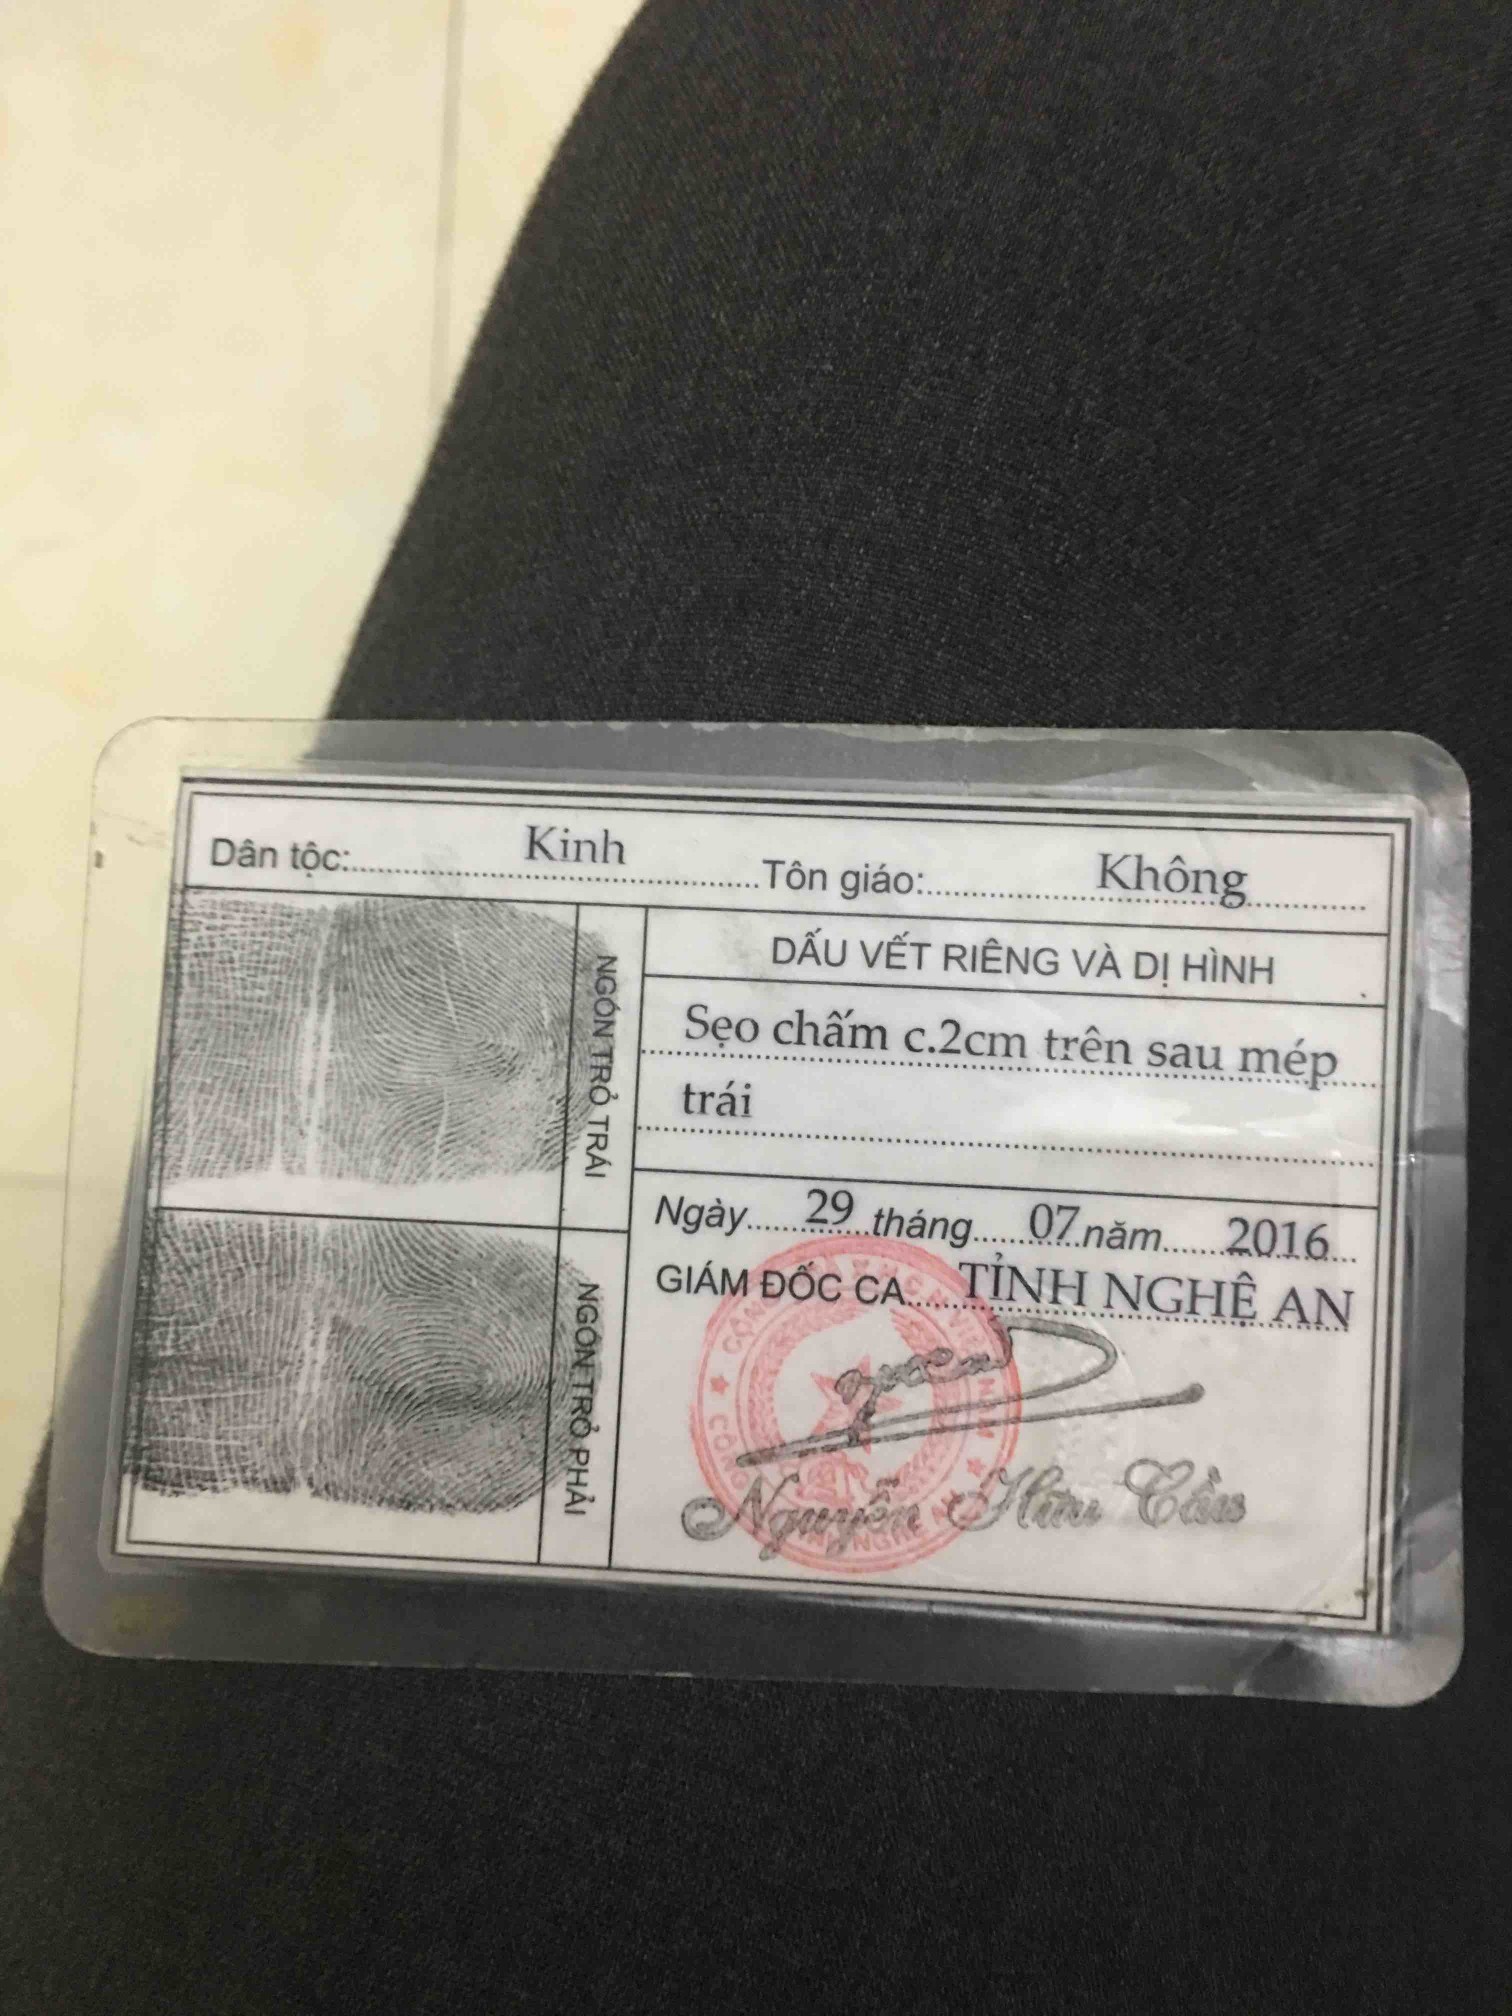 Dân tộc: Kinh Tôn giáo: Không
NGÓN TRỎ TRÁI
DẤU VẾT RIÊNG VÀ DỊ HÌNH
Sẹo chấm c.2cm trên sau mép
trái
NGÓN TRỎ PHẢI
Ngày 29 tháng 07 năm 2016
GIÁM ĐỐC CA TỈNH NGHỆ AN
Nguyễn Hữu Cầu